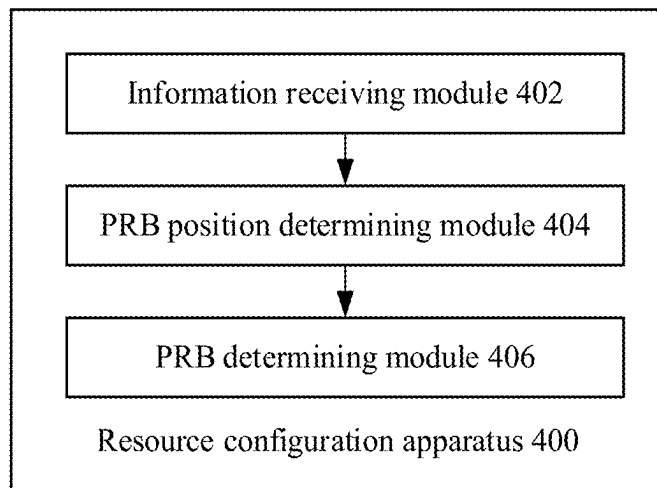 Information receiving module 402
PRB position determining module 404
PRB determining module 406
Resource configuration apparatus 400